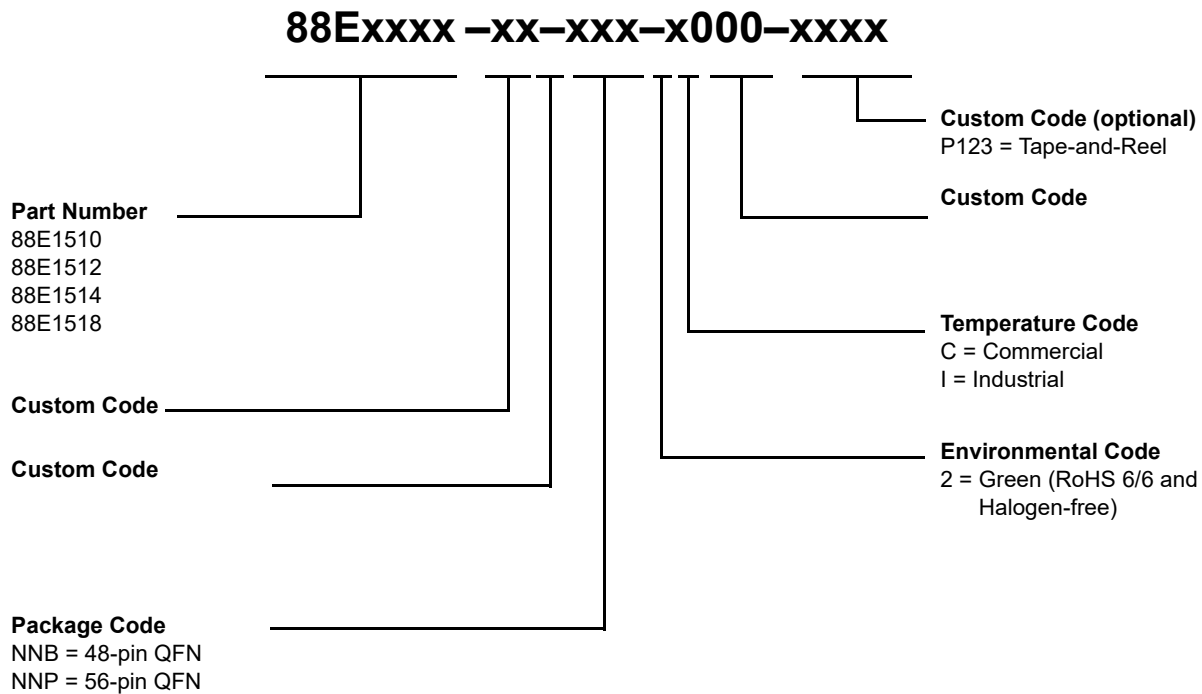 88Exxxx –xx–xxx–x000–xxxx
Custom Code (optional)
P123 = Tape-and-Reel
Custom Code
Part Number
88E1510
88E1512
88E1514
88E1518
Temperature Code
C = Commercial
I = Industrial
Custom Code
Environmental Code
2 = Green (RoHS 6/6 and
Halogen-free)
Custom Code
Package Code
NNB = 48-pin QFN
NNP = 56-pin QFN